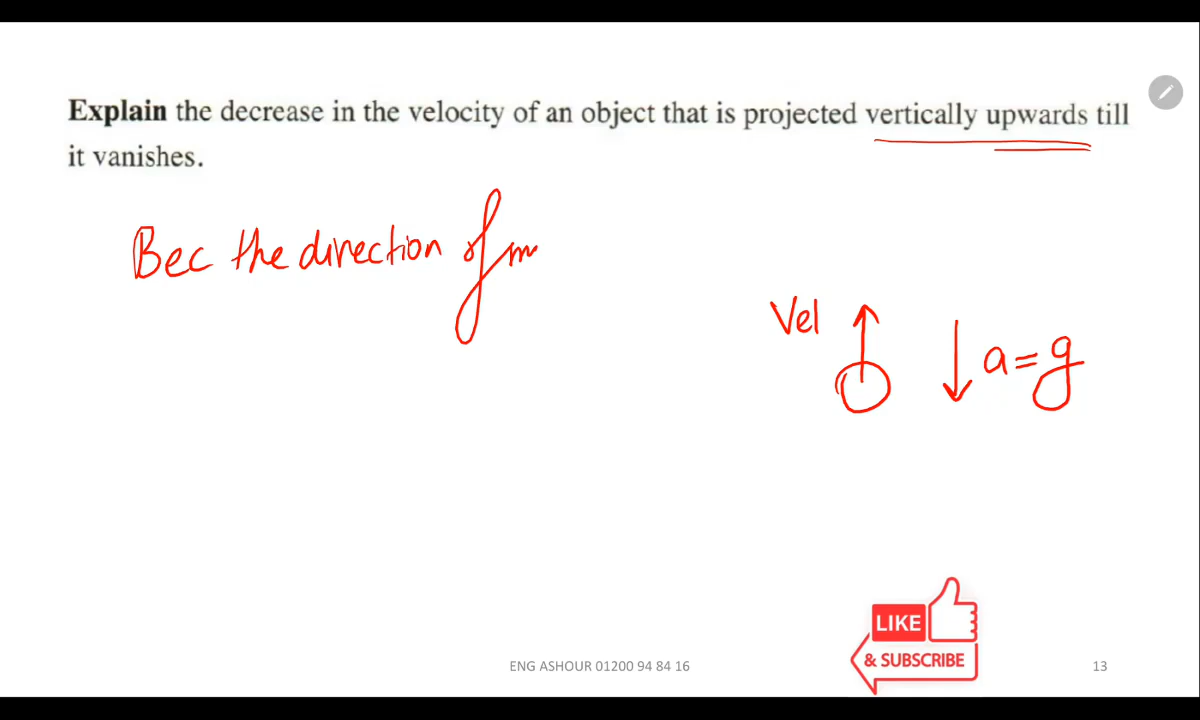 Explain the decrease in the velocity of an object that is projected vertically upwards till
it vanishes.
Bec the direction of m
Vel
a=g
LIKE
& SUBSCRIBE
ENG ASHOUR 01200 94 84 16
13